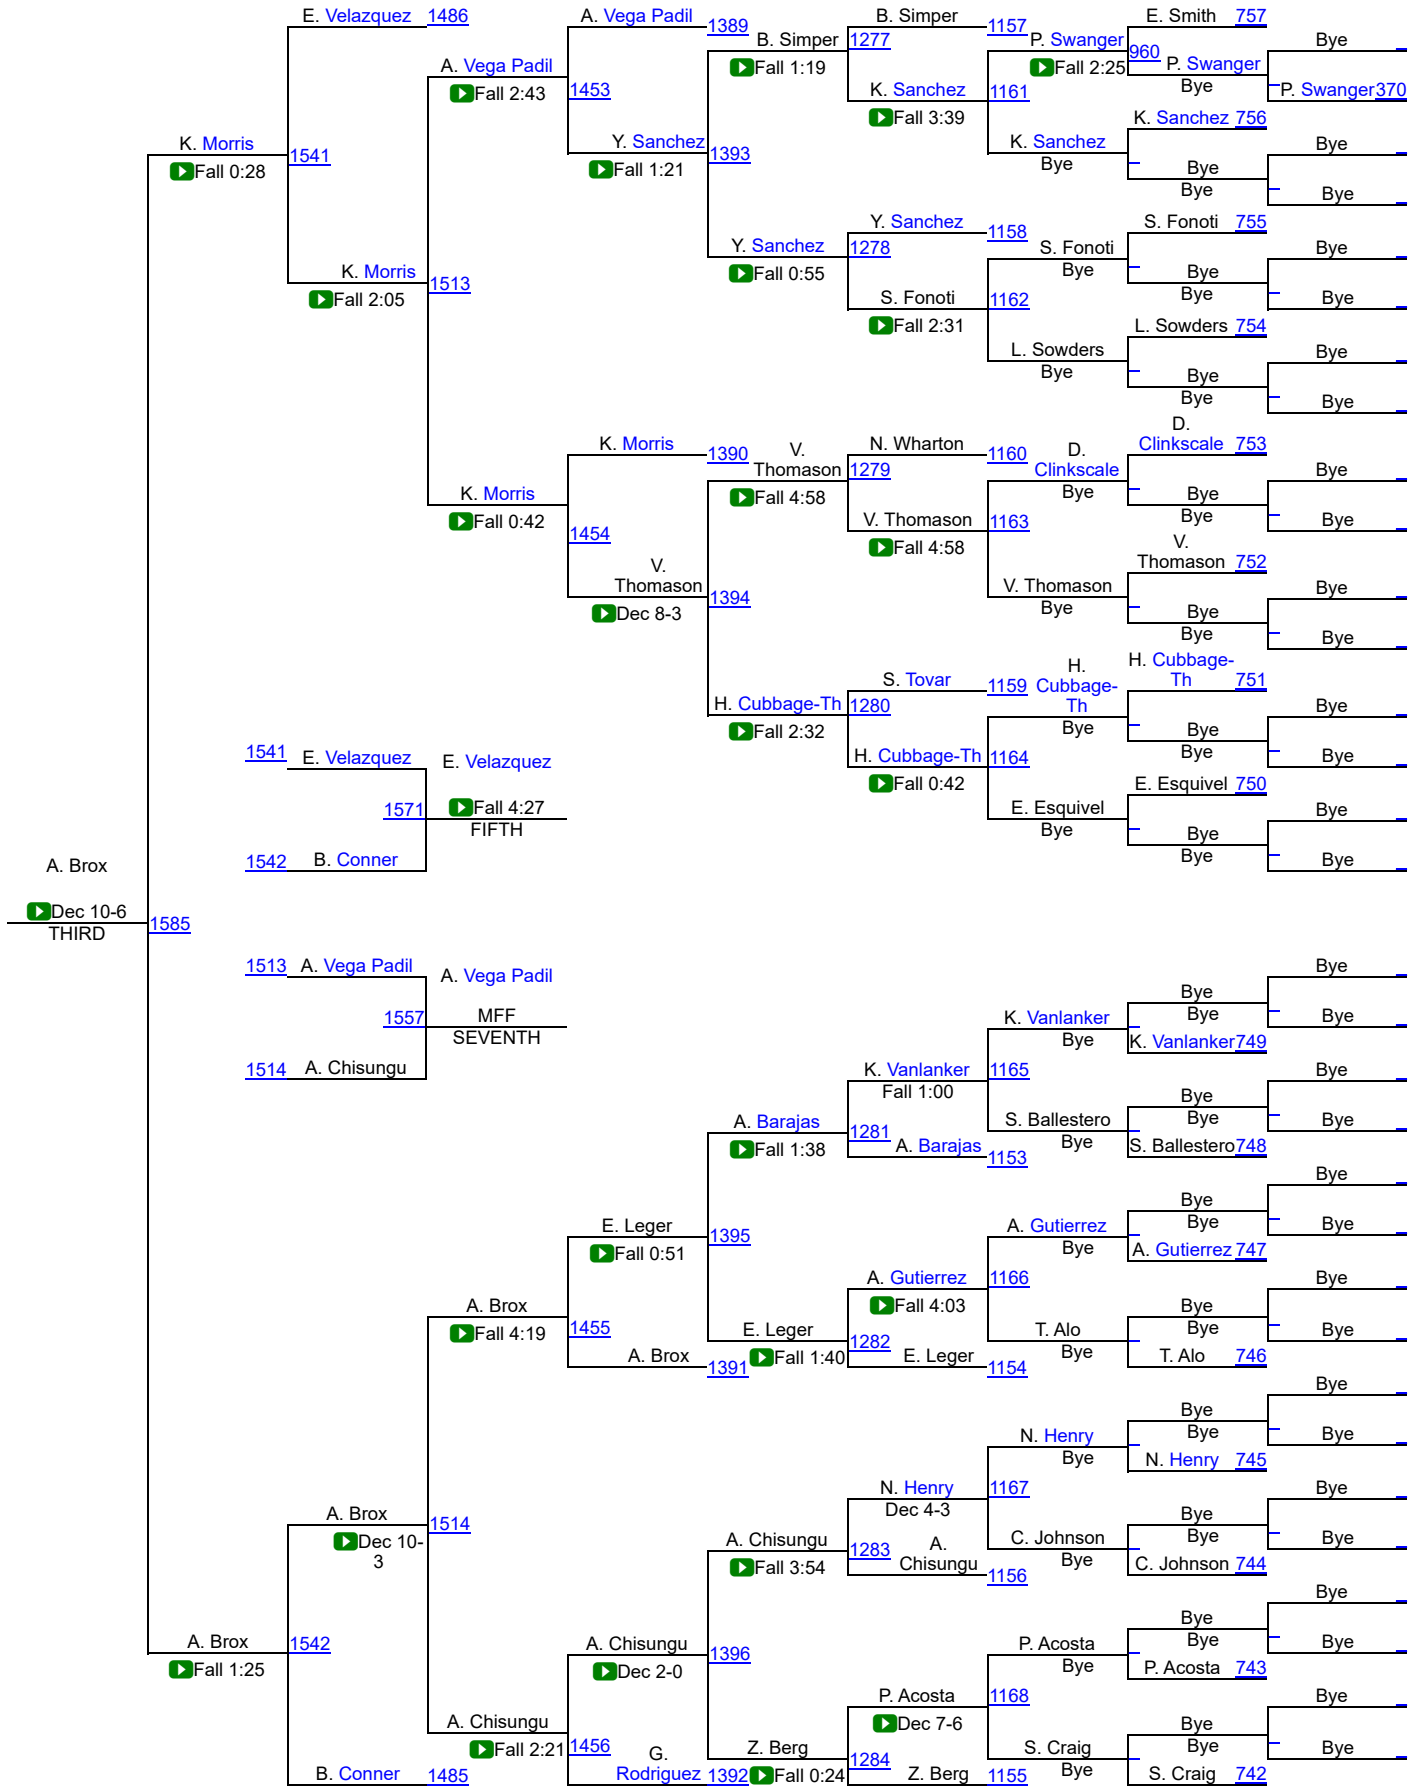 E. Velazquez 1486
A. Vega Padil
1389
B. Simper
1157
E. Smith 757
Bye
B. Simper
1277
P. Swanger
960
Fall 1:19
Fall 2:25
P. Swanger
Bye
P. Swanger 370
A. Vega Padil
Fall 2:43
1453
K. Sanchez
1161
Fall 3:39
K. Sanchez 756
Y. Sanchez
1393
Fall 1:21
K. Sanchez
Bye
Bye
Bye
Bye
Bye
K. Morris
1541
Fall 0:28
Y. Sanchez
1158
S. Fonoti 755
Y. Sanchez
1278
Fall 0:55
S. Fonoti
Bye
Bye
Bye
Bye
Bye
K. Morris
1513
Fall 2:05
S. Fonoti
1162
Fall 2:31
L. Sowders 754
L. Sowders
Bye
Bye
Bye
Bye
Bye
K. Morris
1390
V.
Thomason
Fall 4:58
N. Wharton
1160
1279
D.
Clinkscale
Bye
D.
Clinkscale 753
Bye
Bye
Bye
Bye
K. Morris
Fall 0:42
1454
V. Thomason
1163
Fall 4:58
V.
Thomason 752
V.
Thomason
1394
Dec 8-3
V. Thomason
Bye
Bye
Bye
Bye
Bye
S. Tovar
1159
H.
Cubbage-
Th
Bye
H. Cubbage-
Th 751
H. Cubbage-Th
1280
Fall 2:32
Bye
Bye
Bye
Bye
1541
E. Velazquez
E. Velazquez
H. Cubbage-Th
1164
Fall 0:42
1571
Fall 4:27
FIFTH
1542
B. Conner
E. Esquivel 750
E. Esquivel
Bye
Bye
Bye
Bye
Bye
A. Brox
Dec 10-6
THIRD
1585
1513
A. Vega Padil
A. Vega Padil
1557
MFF
SEVENTH
1514
A. Chisungu
Bye
Bye
Bye
K. Vanlanker
Bye
K. Vanlanker 749
K. Vanlanker
1165
Fall 1:00
Bye
Bye
Bye
Bye
A. Barajas
1281
Fall 1:38
A. Barajas
1153
S. Ballestero
Bye
S. Ballestero 748
Bye
Bye
Bye
Bye
E. Leger
1395
Fall 0:51
A. Gutierrez
Bye
A. Gutierrez 747
A. Gutierrez
1166
Fall 4:03
Bye
Bye
Bye
Bye
A. Brox
Fall 4:19
1455
E. Leger
1282
Fall 1:40
T. Alo
Bye
A. Brox
1391
E. Leger
1154
T. Alo 746
Bye
Bye
Bye
Bye
N. Henry
Bye
N. Henry 745
N. Henry
1167
Dec 4-3
Bye
Bye
Bye
Bye
A. Brox
1514
Dec 10-
3
A. Chisungu
1283
Fall 3:54
A.
Chisungu
1156
C. Johnson
Bye
C. Johnson 744
Bye
Bye
Bye
Bye
A. Brox
1542
Fall 1:25
A. Chisungu
1396
Dec 2-0
P. Acosta
Bye
P. Acosta 743
P. Acosta
1168
Dec 7-6
Bye
Bye
Bye
Bye
A. Chisungu
Fall 2:21
1456
Z. Berg
1284
Fall 0:24
S. Craig
Bye
B. Conner
1485
G.
Rodriguez 1392
Z. Berg
1155
S. Craig 742